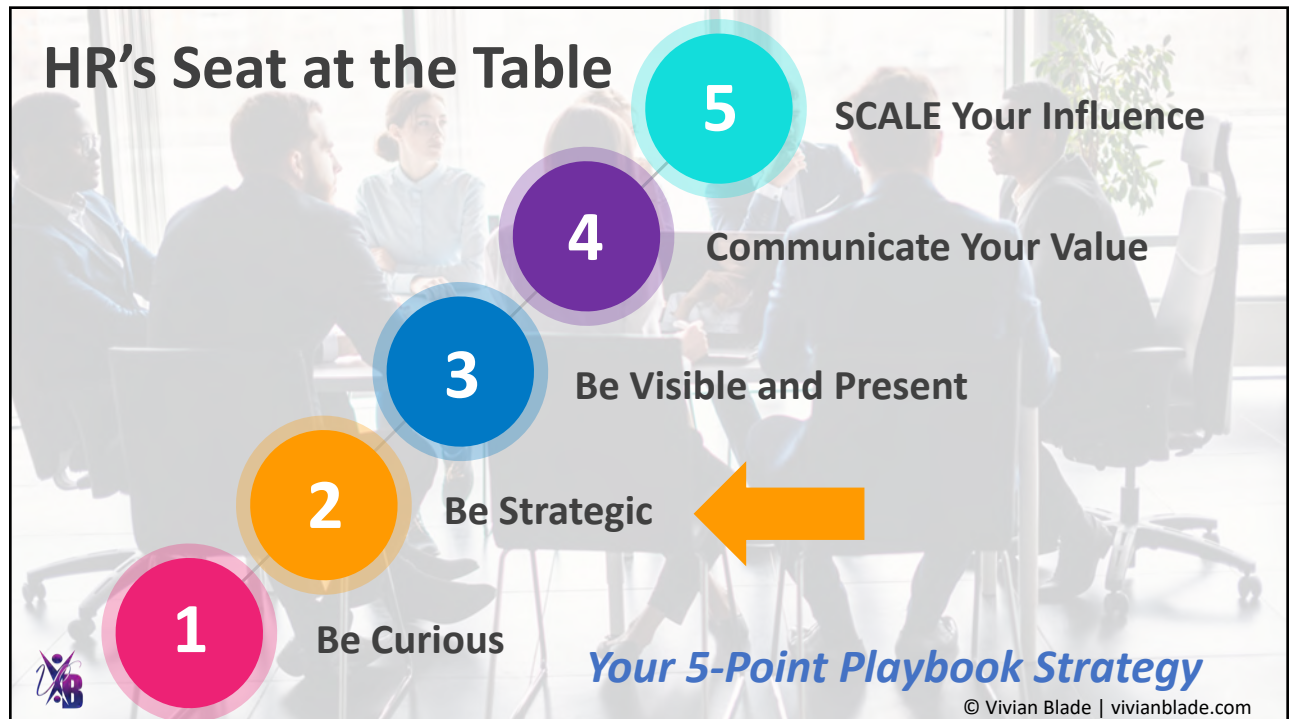 HR's Seat at the Table
5
SCALE Your Influence
4
Communicate Your Value
3
Be Visible and Present
2
Be Strategic
1
Be Curious
Your 5-Point Playbook Strategy
© Vivian Blade | vivianblade.com
VB